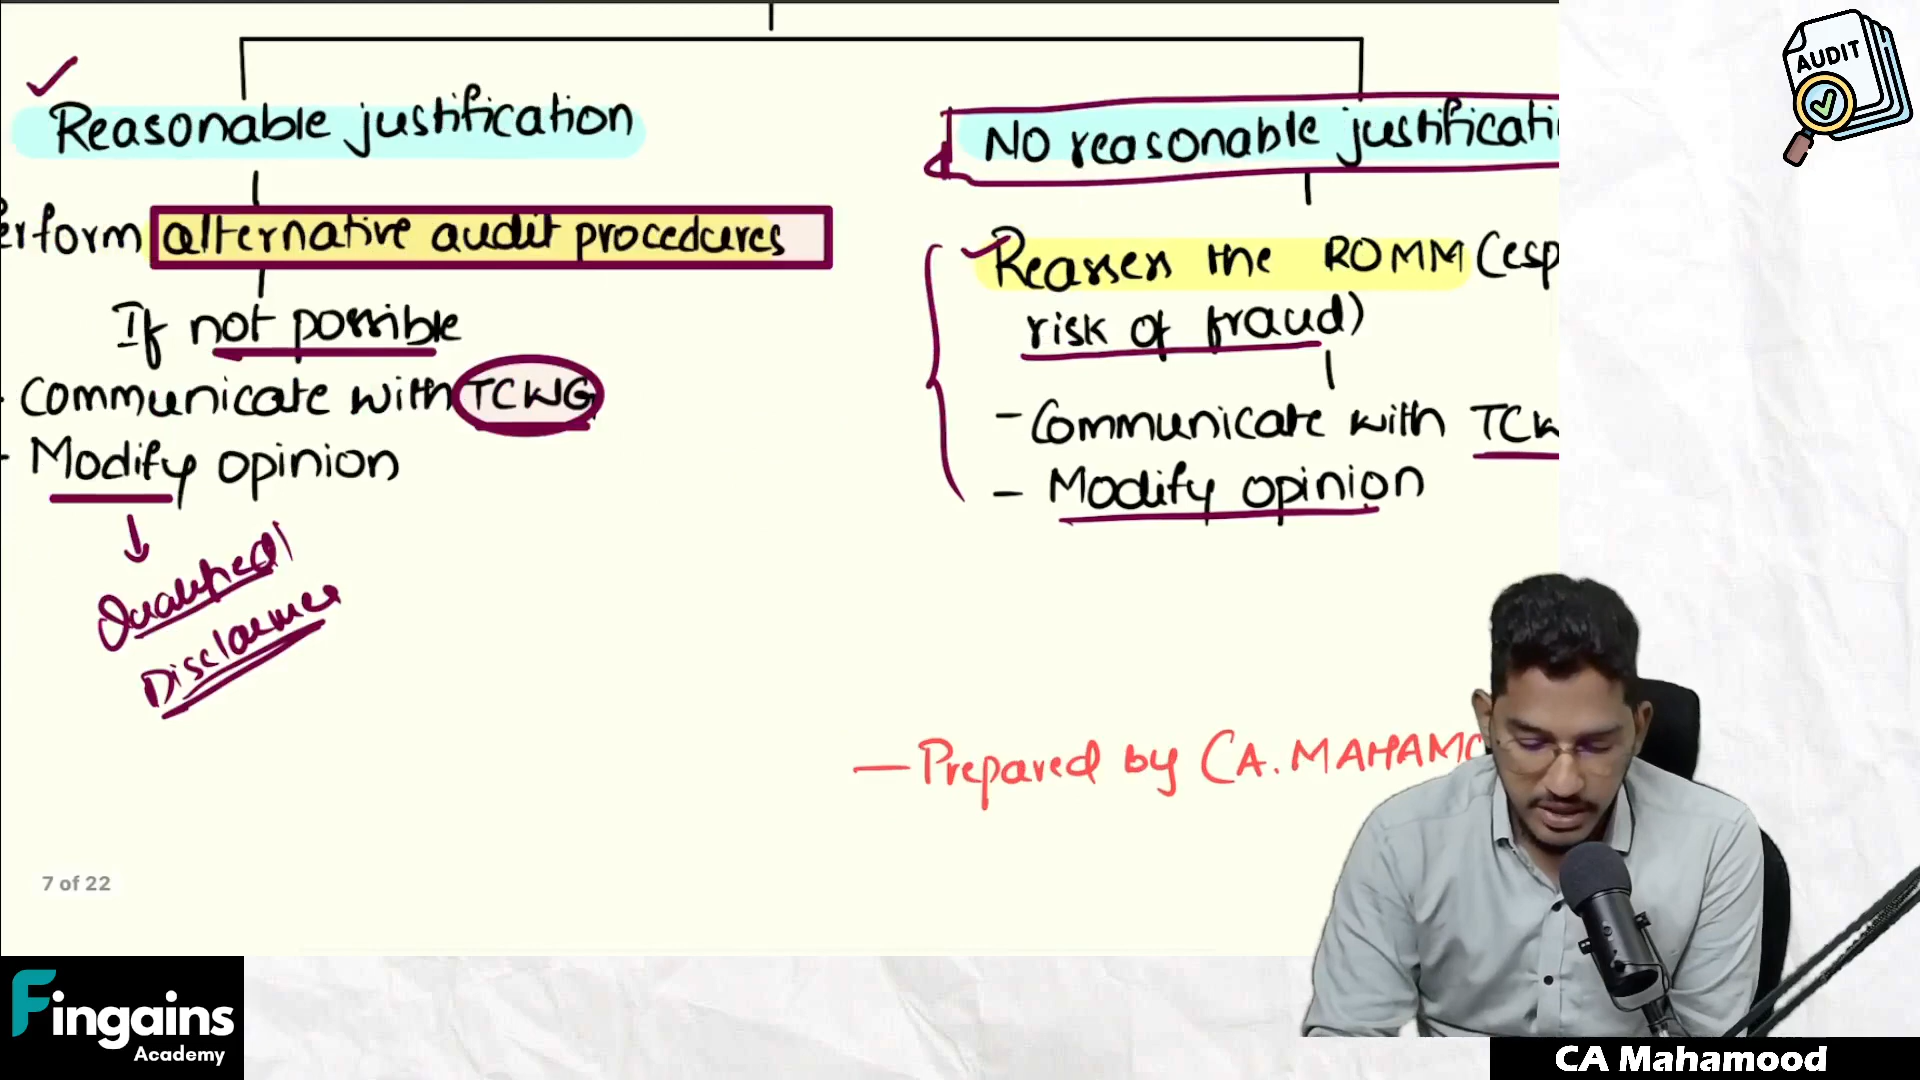 AUDIT
Reasonable justification
No reasonable justificati
erform alternative audit procedures
Reassess the ROMM (esp
risk of fraud)
If not possible
- Communicate with TCWG
- Communicate with TCW
- Modify opinion
- Modify opinion
Qualified/
Disclaimer
— Prepared by CA. MAHAMO
7 of 22
Fingains
Academy
CA Mahamood